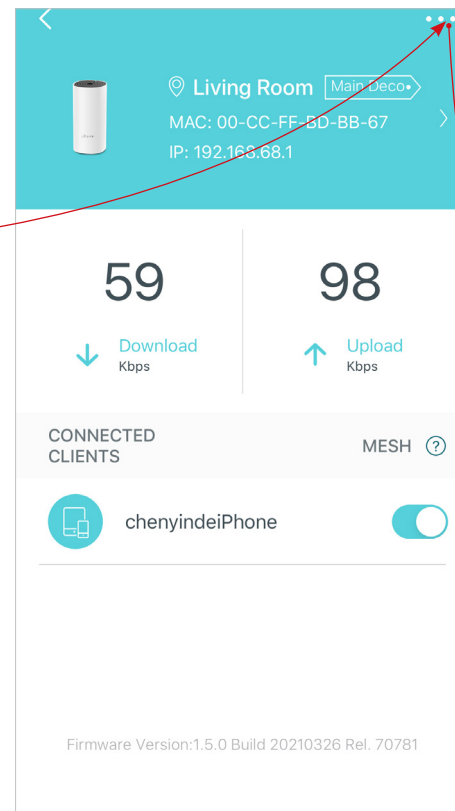 Living Room Main Deco
MAC: 00-CC-FF-BD-BB-67
IP: 192.168.68.1
59
98
Download
Upload
Kbps
Kbps
CONNECTED
CLIENTS
MESH ?
chenyindeiPhone
Firmware Version:1.5.0 Build 20210326 Rel. 70781